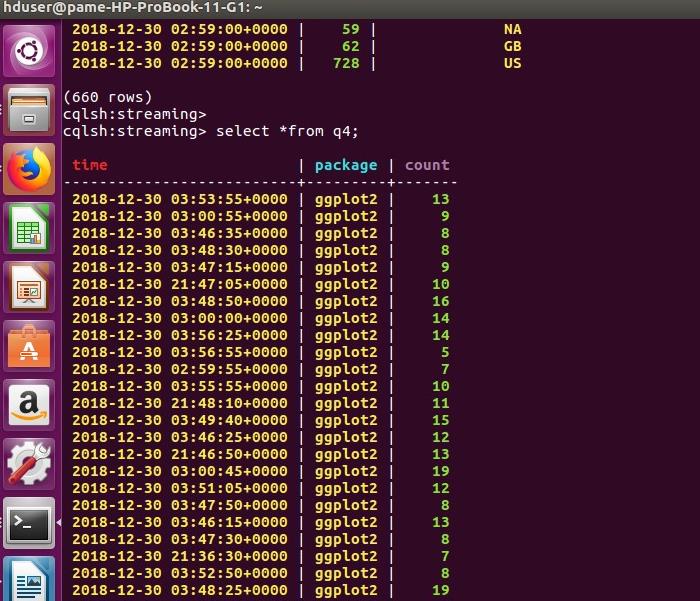 hduser@pame-HP-ProBook-11-G1: ~
2018-12-30 02:59:00+0000 | 59 | NA
2018-12-30 02:59:00+0000 | 62 | GB
2018-12-30 02:59:00+0000 | 728 | US
(660 rows)
cqlsh:streaming>
cqlsh:streaming> select *from q4;
time | package | count
--------------------------+---------+-------
2018-12-30 03:53:55+0000 | ggplot2 | 13
2018-12-30 03:00:55+0000 | ggplot2 | 9
2018-12-30 03:46:35+0000 | ggplot2 | 8
2018-12-30 03:48:30+0000 | ggplot2 | 8
2018-12-30 03:47:15+0000 | ggplot2 | 9
2018-12-30 21:47:05+0000 | ggplot2 | 10
2018-12-30 03:48:50+0000 | ggplot2 | 16
2018-12-30 03:00:00+0000 | ggplot2 | 14
2018-12-30 03:56:25+0000 | ggplot2 | 14
2018-12-30 03:56:55+0000 | ggplot2 | 5
2018-12-30 02:59:55+0000 | ggplot2 | 7
2018-12-30 03:55:55+0000 | ggplot2 | 10
2018-12-30 21:48:10+0000 | ggplot2 | 11
2018-12-30 03:49:40+0000 | ggplot2 | 15
2018-12-30 03:46:25+0000 | ggplot2 | 12
2018-12-30 21:46:50+0000 | ggplot2 | 13
2018-12-30 03:00:45+0000 | ggplot2 | 19
2018-12-30 03:51:05+0000 | ggplot2 | 12
2018-12-30 03:47:50+0000 | ggplot2 | 8
2018-12-30 03:46:15+0000 | ggplot2 | 13
2018-12-30 03:47:30+0000 | ggplot2 | 8
2018-12-30 21:36:30+0000 | ggplot2 | 7
2018-12-30 03:52:50+0000 | ggplot2 | 8
2018-12-30 03:48:25+0000 | ggplot2 | 19